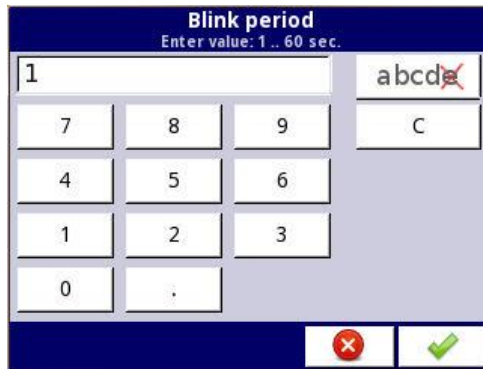 Blink period
Enter value: 1 .. 60 sec.
1
abcde
7 8 9 C
4 5 6
1 2 3
0 .